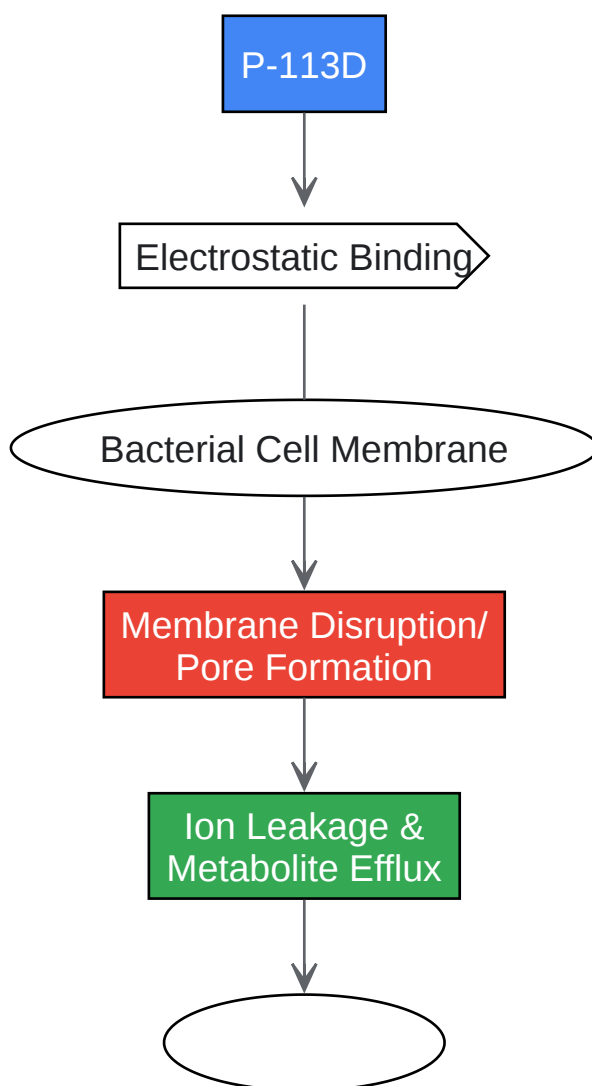 P-113D
Electrostatic Binding
Bacterial Cell Membrane
Membrane Disruption/
Pore Formation
Ion Leakage &
Metabolite Efflux